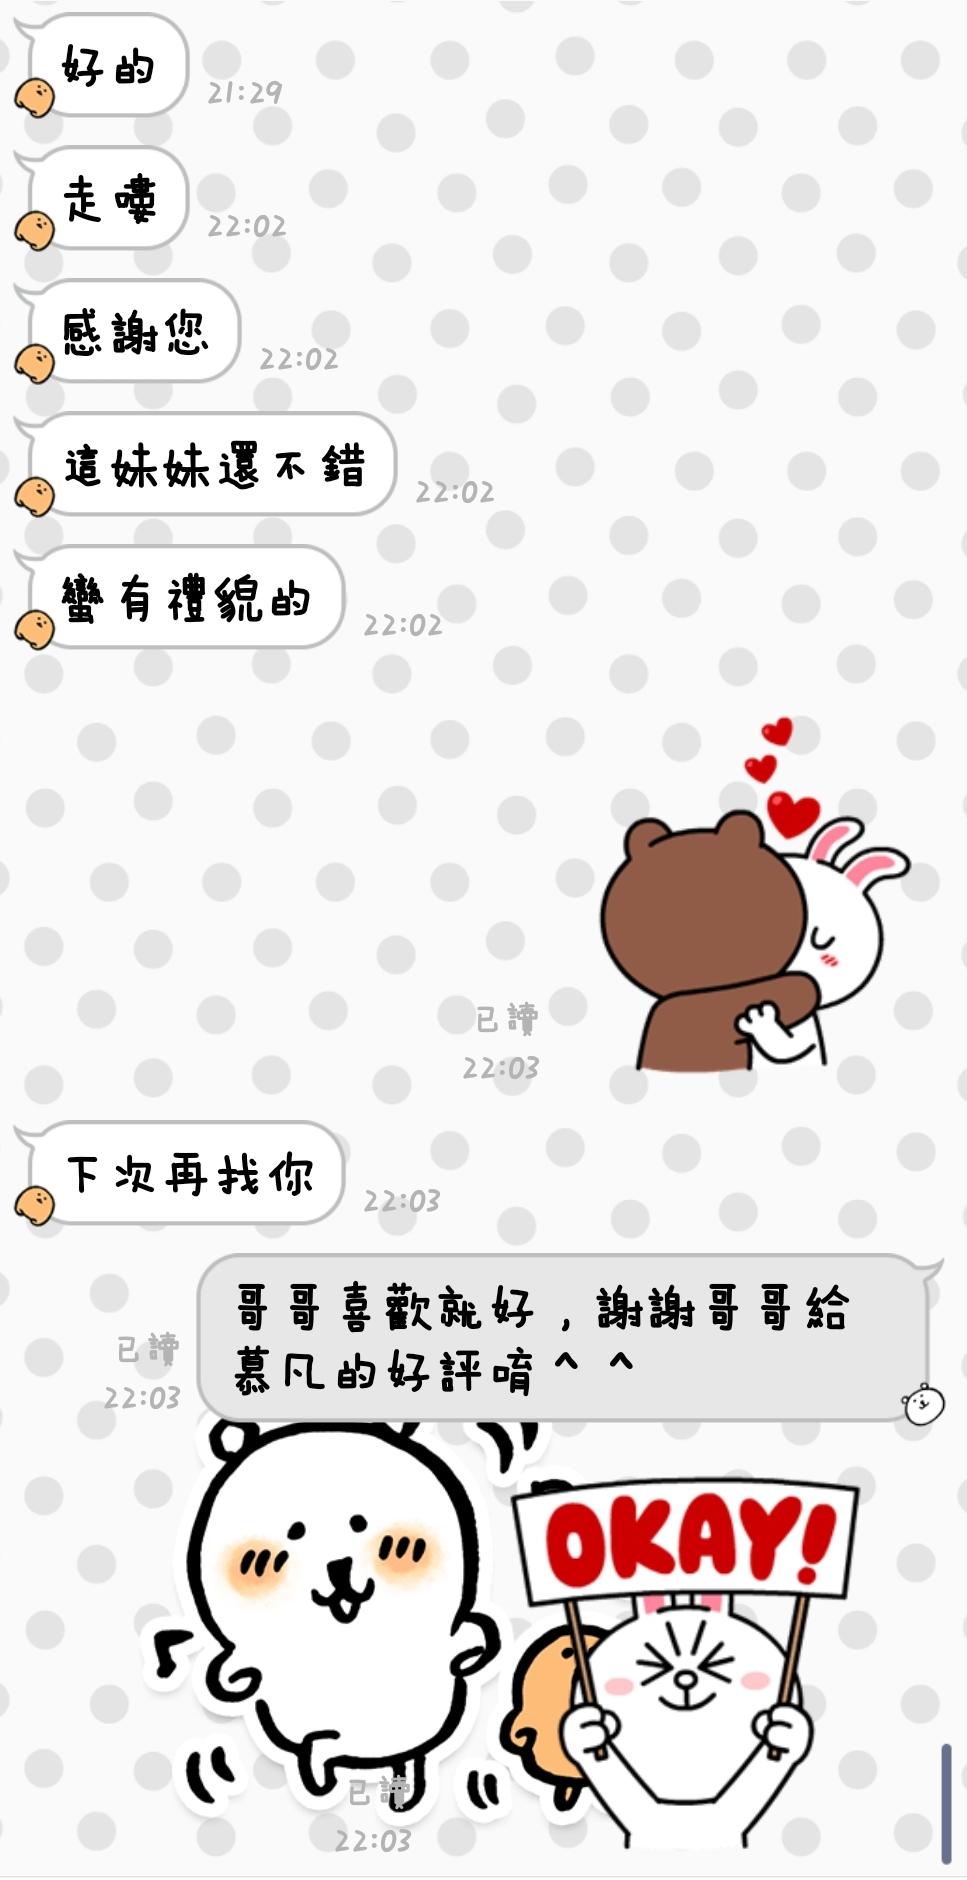 好的
21:29
走嘍
22:02
感謝您
22:02
這妹妹還不錯
22:02
蠻有禮貌的
22:02
已讀
22:03
下次再找你
22:03
哥哥喜歡就好，謝謝哥哥給
慕凡的好評唷^ ^
已讀
22:03
OKAY!
已讀
22:03